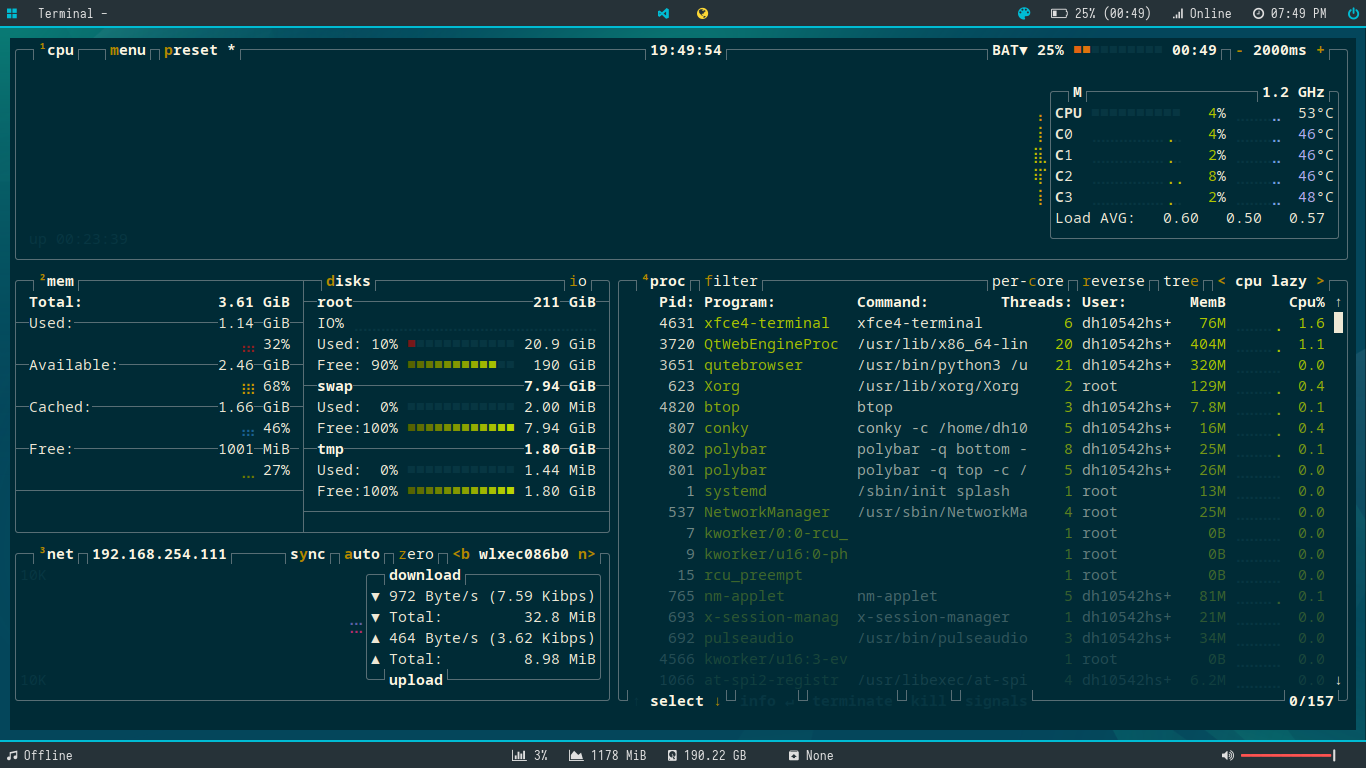 Terminal – 25% (00:49) Online 07:49 PM
¹cpu menu preset * 19:49:54 BAT▼ 25% 00:49 - 2000ms +
M 1.2 GHz
CPU 4% 53°C
C0 4% 46°C
C1 2% 46°C
C2 8% 46°C
C3 2% 48°C
Load AVG: 0.60 0.50 0.57
up 00:23:39
²mem
Total: 3.61 GiB
Used: 1.14 GiB
32%
Available: 2.46 GiB
68%
Cached: 1.66 GiB
46%
Free: 1001 MiB
27%
disks io
root 211 GiB
IO%
Used: 10% 20.9 GiB
Free: 90% 190 GiB
swap 7.94 GiB
Used: 0% 2.00 MiB
Free:100% 7.94 GiB
tmp 1.80 GiB
Used: 0% 1.44 MiB
Free:100% 1.80 GiB
³net 192.168.254.111 sync auto zero <b wlxec086b0 n>
10K
download
▼ 972 Byte/s (7.59 Kibps)
▼ Total: 32.8 MiB
▲ 464 Byte/s (3.62 Kibps)
▲ Total: 8.98 MiB
upload
10K
⁴proc filter per-core reverse tree < cpu lazy >
Pid: Program: Command: Threads: User: MemB Cpu% ↑
4631 xfce4-terminal xfce4-terminal 6 dh10542hs+ 76M 1.6
3720 QtWebEngineProc /usr/lib/x86_64-lin 20 dh10542hs+ 404M 1.1
3651 qutebrowser /usr/bin/python3 /u 21 dh10542hs+ 320M 0.0
623 Xorg /usr/lib/xorg/Xorg 2 root 129M 0.4
4820 btop btop 3 dh10542hs+ 7.8M 0.1
807 conky conky -c /home/dh10 5 dh10542hs+ 16M 0.4
802 polybar polybar -q bottom - 8 dh10542hs+ 25M 0.1
801 polybar polybar -q top -c / 5 dh10542hs+ 26M 0.0
1 systemd /sbin/init splash 1 root 13M 0.0
537 NetworkManager /usr/sbin/NetworkMa 4 root 25M 0.0
7 kworker/0:0-rcu_ 1 root 0B 0.0
9 kworker/u16:0-ph 1 root 0B 0.0
15 rcu_preempt 1 root 0B 0.0
765 nm-applet nm-applet 5 dh10542hs+ 81M 0.1
693 x-session-manag x-session-manager 1 dh10542hs+ 21M 0.0
692 pulseaudio /usr/bin/pulseaudio 3 dh10542hs+ 34M 0.0
4566 kworker/u16:3-ev 1 root 0B 0.0
1066 at-spi2-registr /usr/libexec/at-spi 4 dh10542hs+ 6.2M 0.0 ↓
↑ select ↓ info ↵ terminate kill signals 0/157
Offline 3% 1178 MiB 190.22 GB None